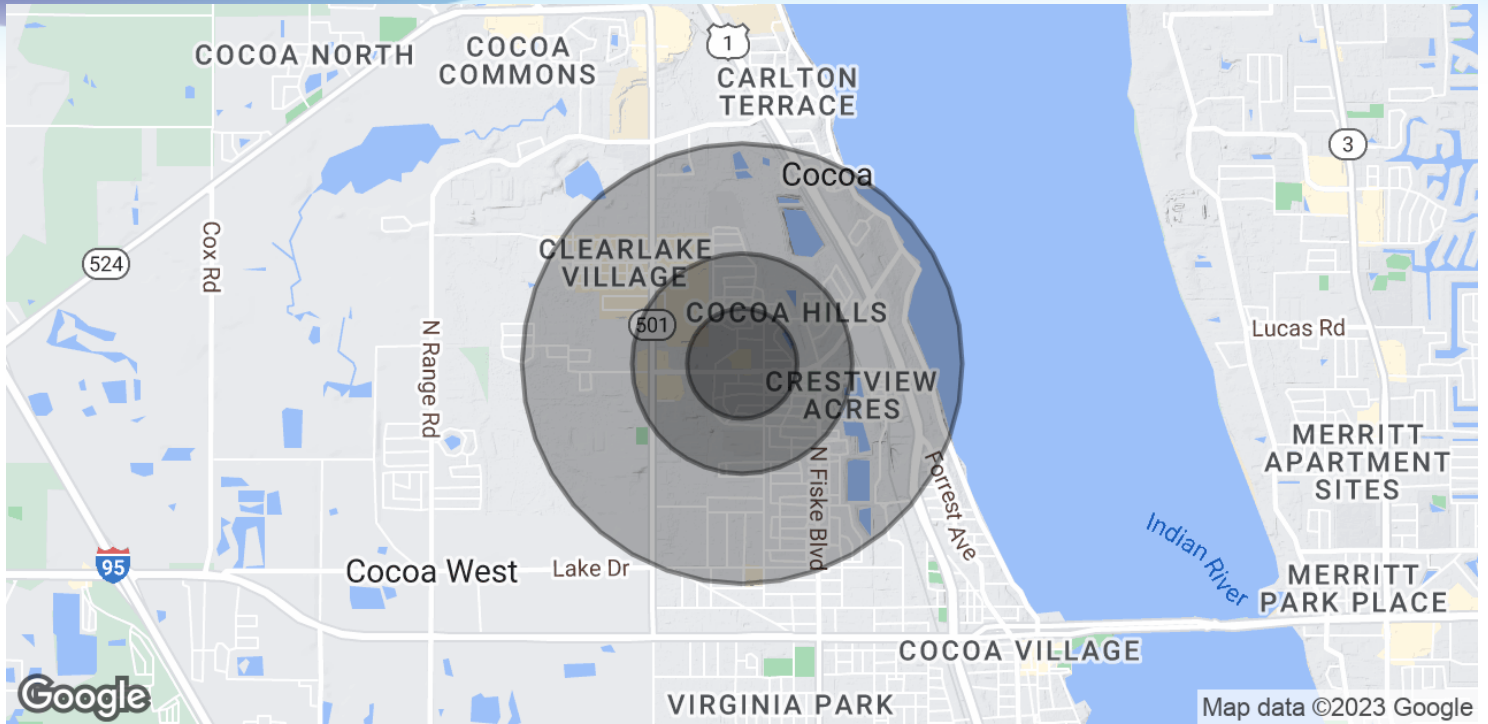 COCOA NORTH
COCOA
COMMONS
1
CARLTON
TERRACE
3
Cocoa
Cox Rd
524
CLEARLAKE
VILLAGE
COCOA HILLS
501
Lucas Rd
N Range Rd
CRESTVIEW
ACRES
MERRITT
APARTMENT
SITES
N Fiske Blvd
Forrest Ave
Indian River
95
Cocoa West
Lake Dr
MERRITT
PARK PLACE
COCOA VILLAGE
VIRGINIA PARK
Google
Map data ©2023 Google